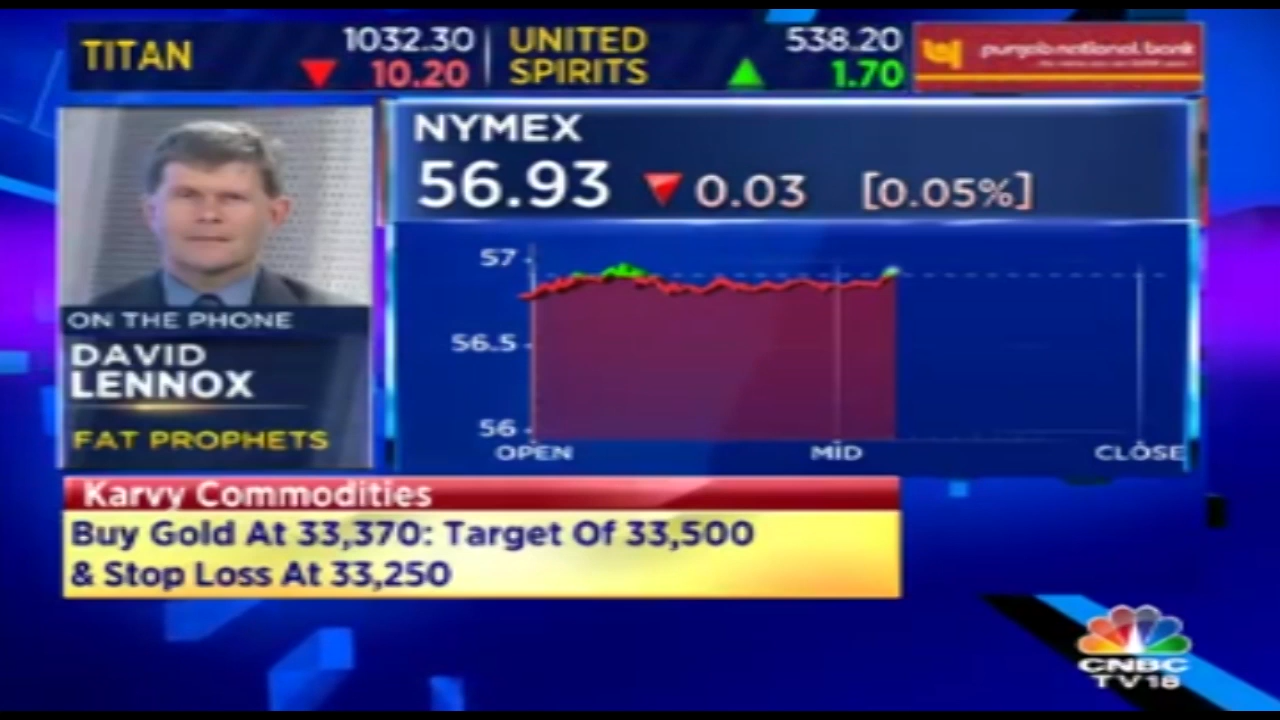 TITAN
1032.30
10.20
UNITED
SPIRITS
538.20
1.70
punjab national bank
NYMEX
56.93 0.03 [0.05%]
57
56.5
56
OPEN MID CLOSE
ON THE PHONE
DAVID
LENNOX
FAT PROPHETS
Karvy Commodities
Buy Gold At 33,370: Target Of 33,500
& Stop Loss At 33,250
CNBC
TV18